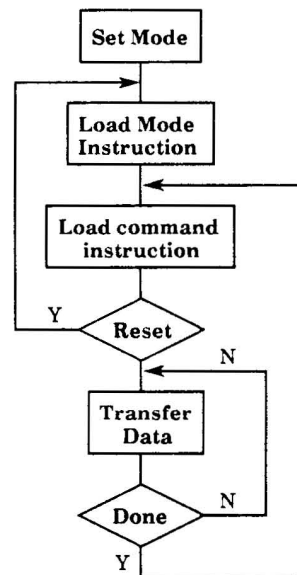 Set Mode
Load Mode
Instruction
Load command
instruction
Y
Reset
N
Transfer
Data
Done
N
Y